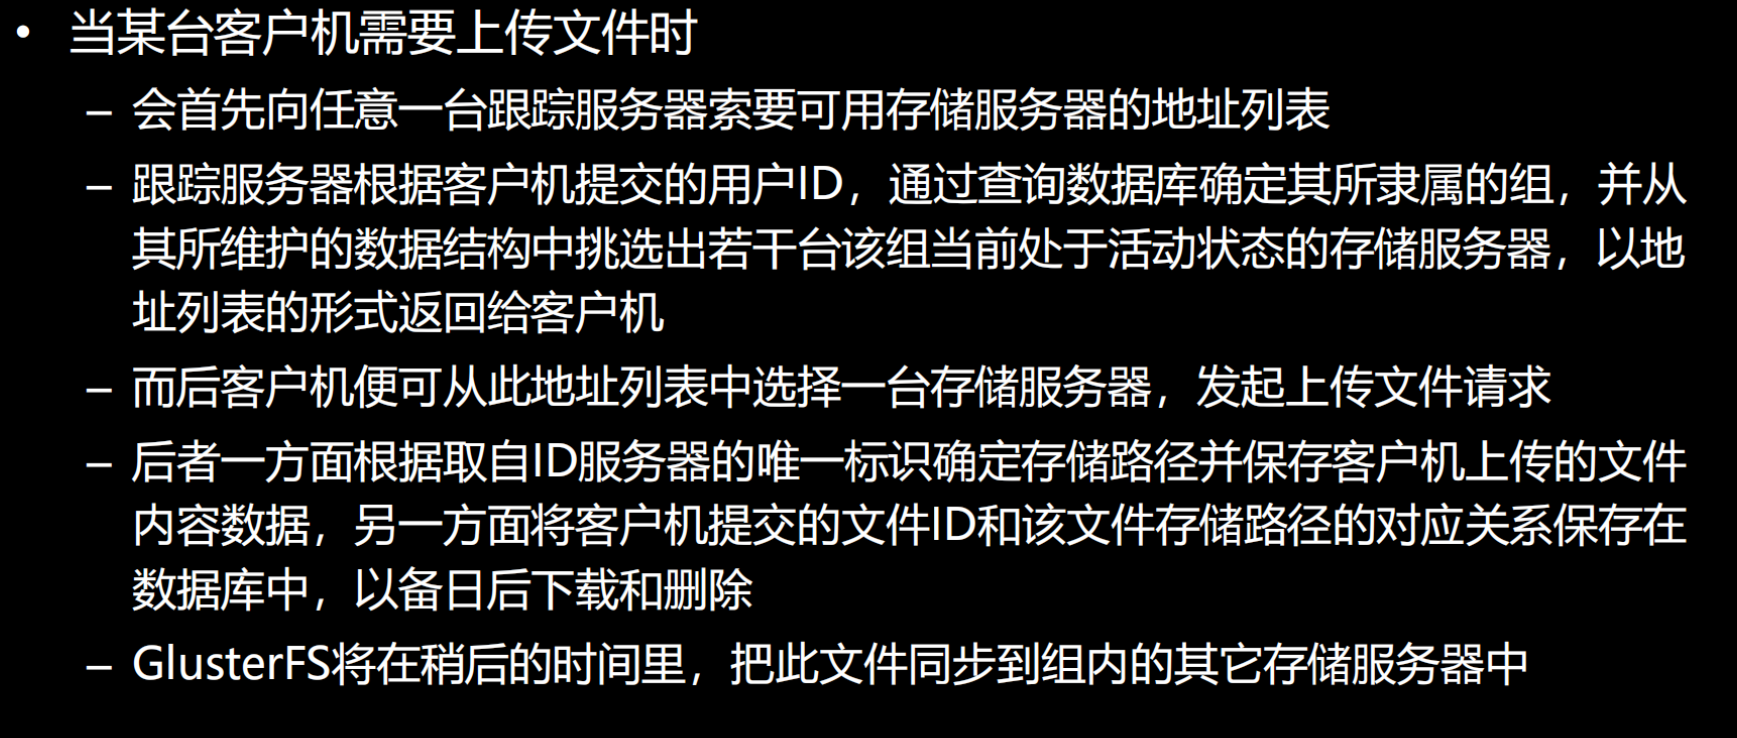 • 当某台客户机需要上传文件时
– 会首先向任意一台跟踪服务器索要可用存储服务器的地址列表
– 跟踪服务器根据客户机提交的用户ID，通过查询数据库确定其所隶属的组，并从
其所维护的数据结构中挑选出若干台该组当前处于活动状态的存储服务器，以地
址列表的形式返回给客户机
– 而后客户机便可从此地址列表中选择一台存储服务器，发起上传文件请求
– 后者一方面根据取自ID服务器的唯一标识确定存储路径并保存客户机上传的文件
内容数据，另一方面将客户机提交的文件ID和该文件存储路径的对应关系保存在
数据库中，以备日后下载和删除
– GlusterFS将在稍后的时间里，把此文件同步到组内的其它存储服务器中